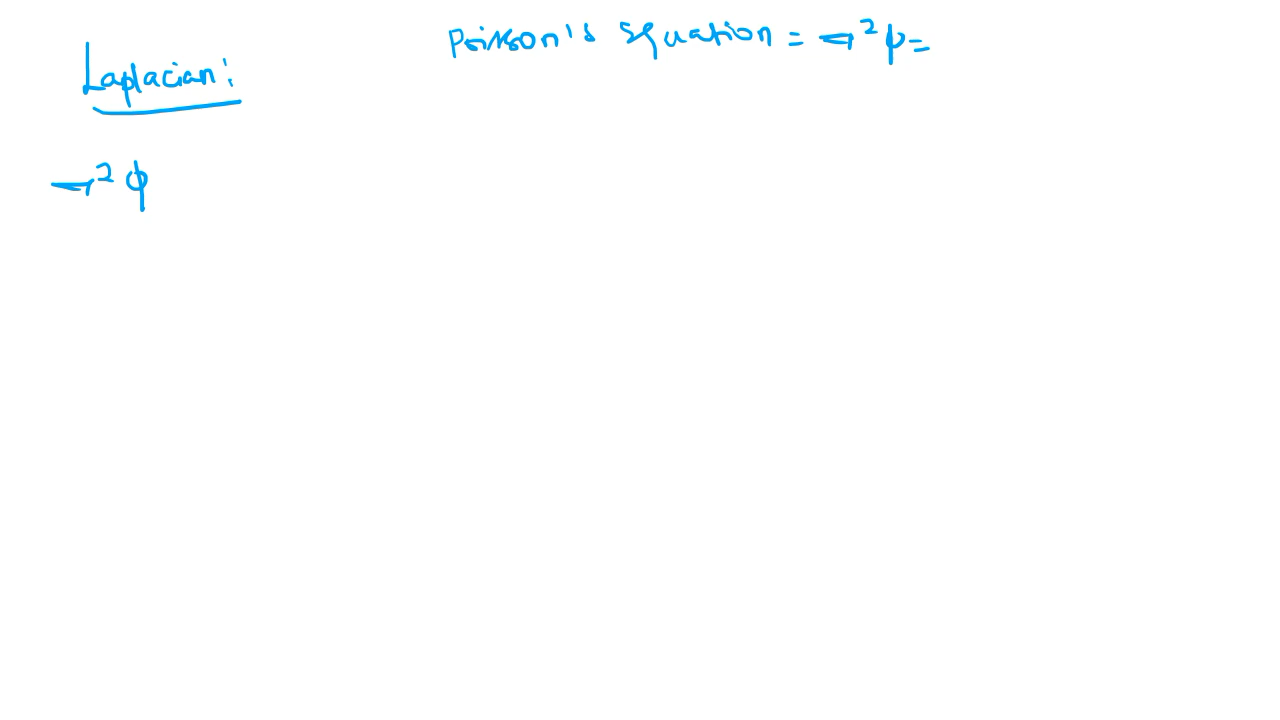 Poisson's Equation = ∇²φ=
Laplacian:
∇²φ